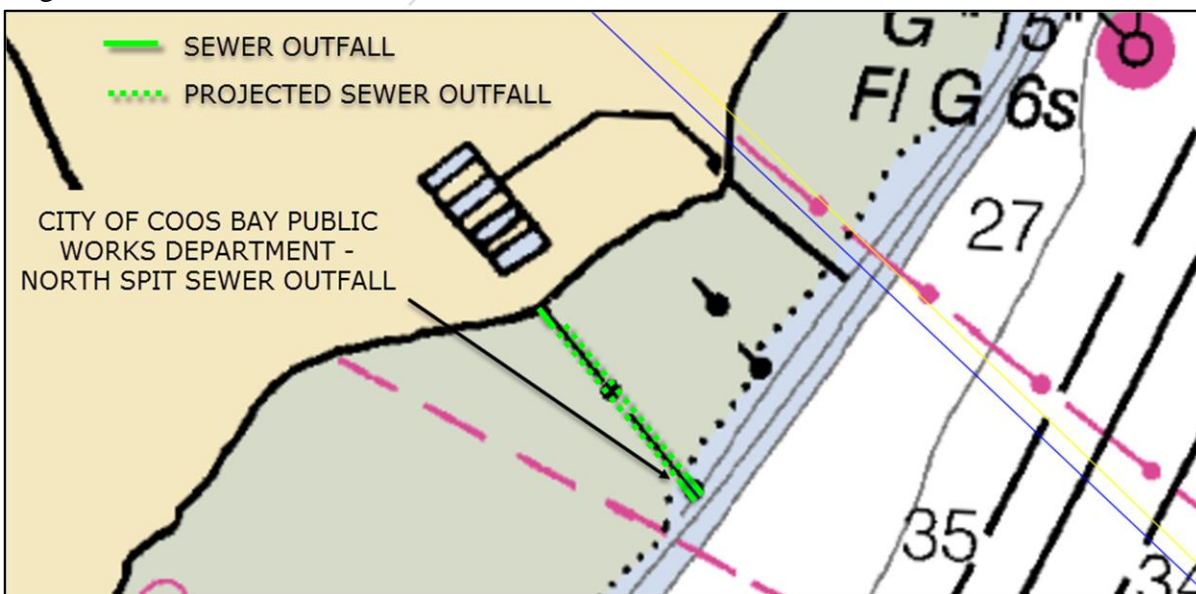 SEWER OUTFALL
PROJECTED SEWER OUTFALL
G "15"
Fl G 6s
CITY OF COOS BAY PUBLIC
WORKS DEPARTMENT -
NORTH SPIT SEWER OUTFALL
27
35
34